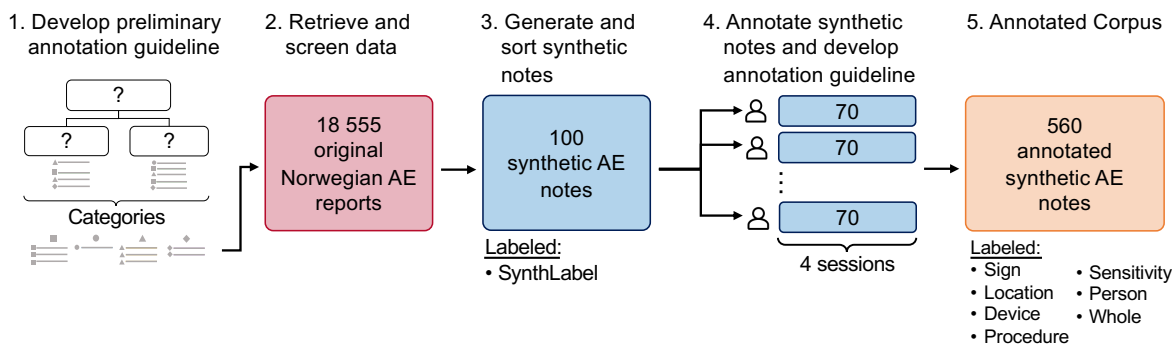 1. Develop preliminary
annotation guideline
?
?
?
Categories
2. Retrieve and
screen data
18 555
original
Norwegian AE
reports
3. Generate and
sort synthetic
notes
100
synthetic AE
notes
Labeled:
• SynthLabel
4. Annotate synthetic
notes and develop
annotation guideline
70
70
70
4 sessions
5. Annotated Corpus
560
annotated
synthetic AE
notes
Labeled:
• Sign
• Location
• Device
• Procedure
• Sensitivity
• Person
• Whole